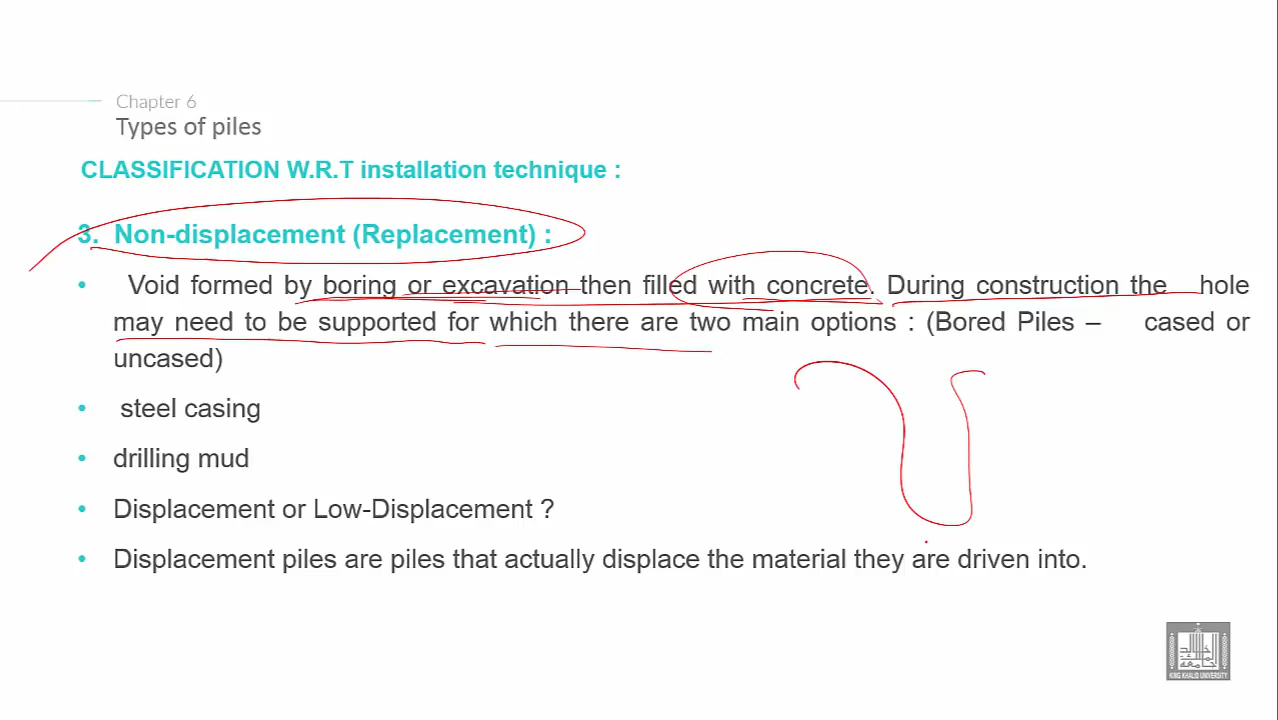 Chapter 6
Types of piles
CLASSIFICATION W.R.T installation technique :
3. Non-displacement (Replacement) :
• Void formed by boring or excavation then filled with concrete. During construction the hole
may need to be supported for which there are two main options : (Bored Piles – cased or
uncased)
• steel casing
• drilling mud
• Displacement or Low-Displacement ?
• Displacement piles are piles that actually displace the material they are driven into.
KING KHALID UNIVERSITY